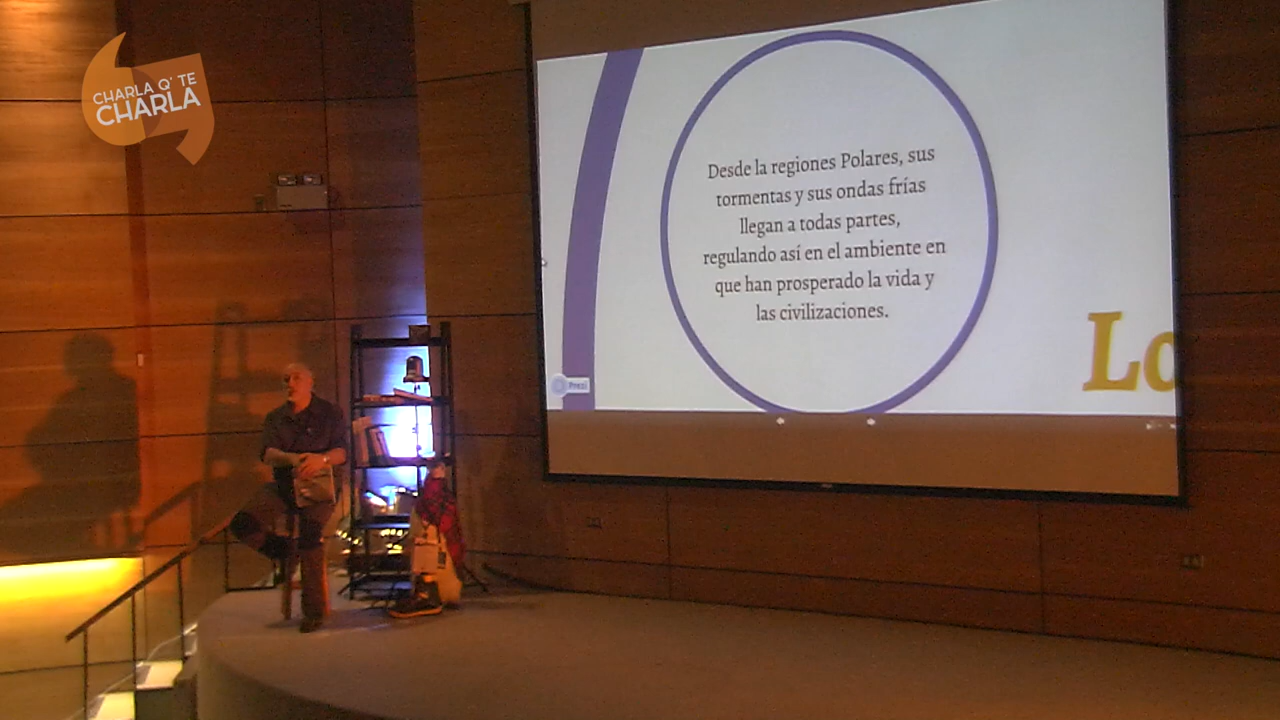 CHARLA Q' TE
CHARLA
Desde la regiones Polares, sus
tormentas y sus ondas frías
llegan a todas partes,
regulando así en el ambiente en
que han prosperado la vida y
las civilizaciones.
Lo
Prezi